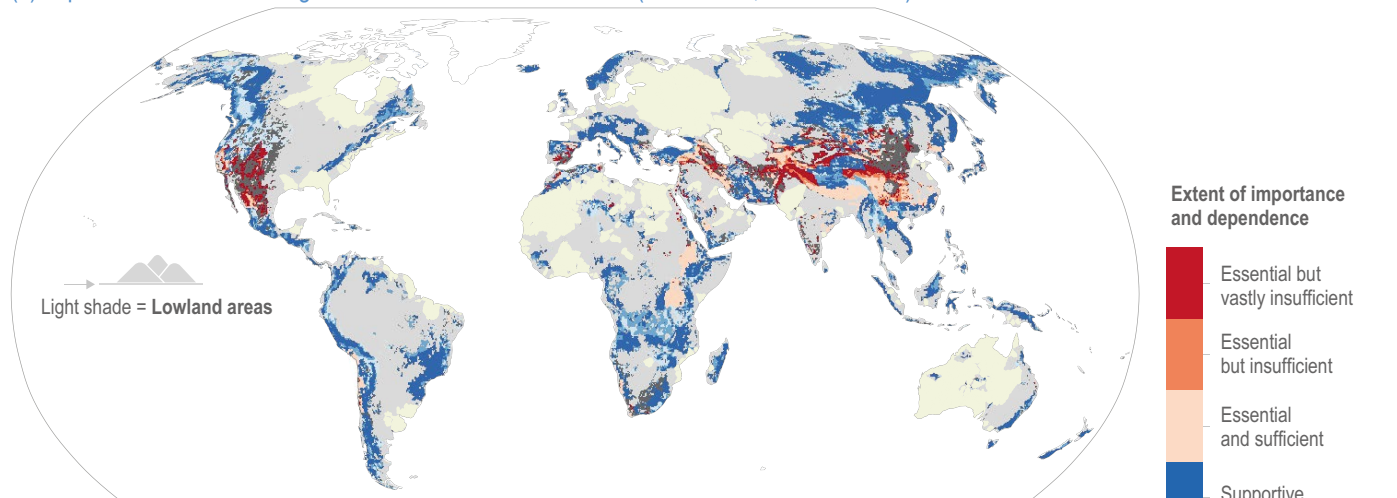 Extent of importance
and dependence
Essential but
vastly insufficient
Essential
but insufficient
Essential
and sufficient
Supportive
Light shade = Lowland areas